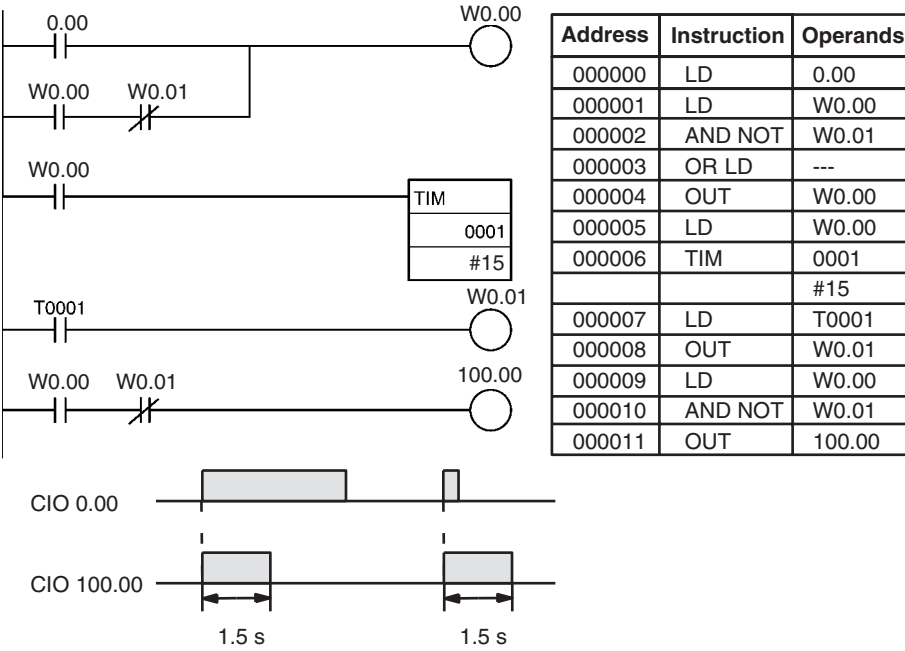 0.00
W0.00
W0.00 W0.01
W0.00
TIM
0001
#15
T0001
W0.01
W0.00 W0.01
100.00
Address Instruction Operands
000000 LD 0.00
000001 LD W0.00
000002 AND NOT W0.01
000003 OR LD ---
000004 OUT W0.00
000005 LD W0.00
000006 TIM 0001
#15
000007 LD T0001
000008 OUT W0.01
000009 LD W0.00
000010 AND NOT W0.01
000011 OUT 100.00
CIO 0.00
CIO 100.00
1.5 s 1.5 s